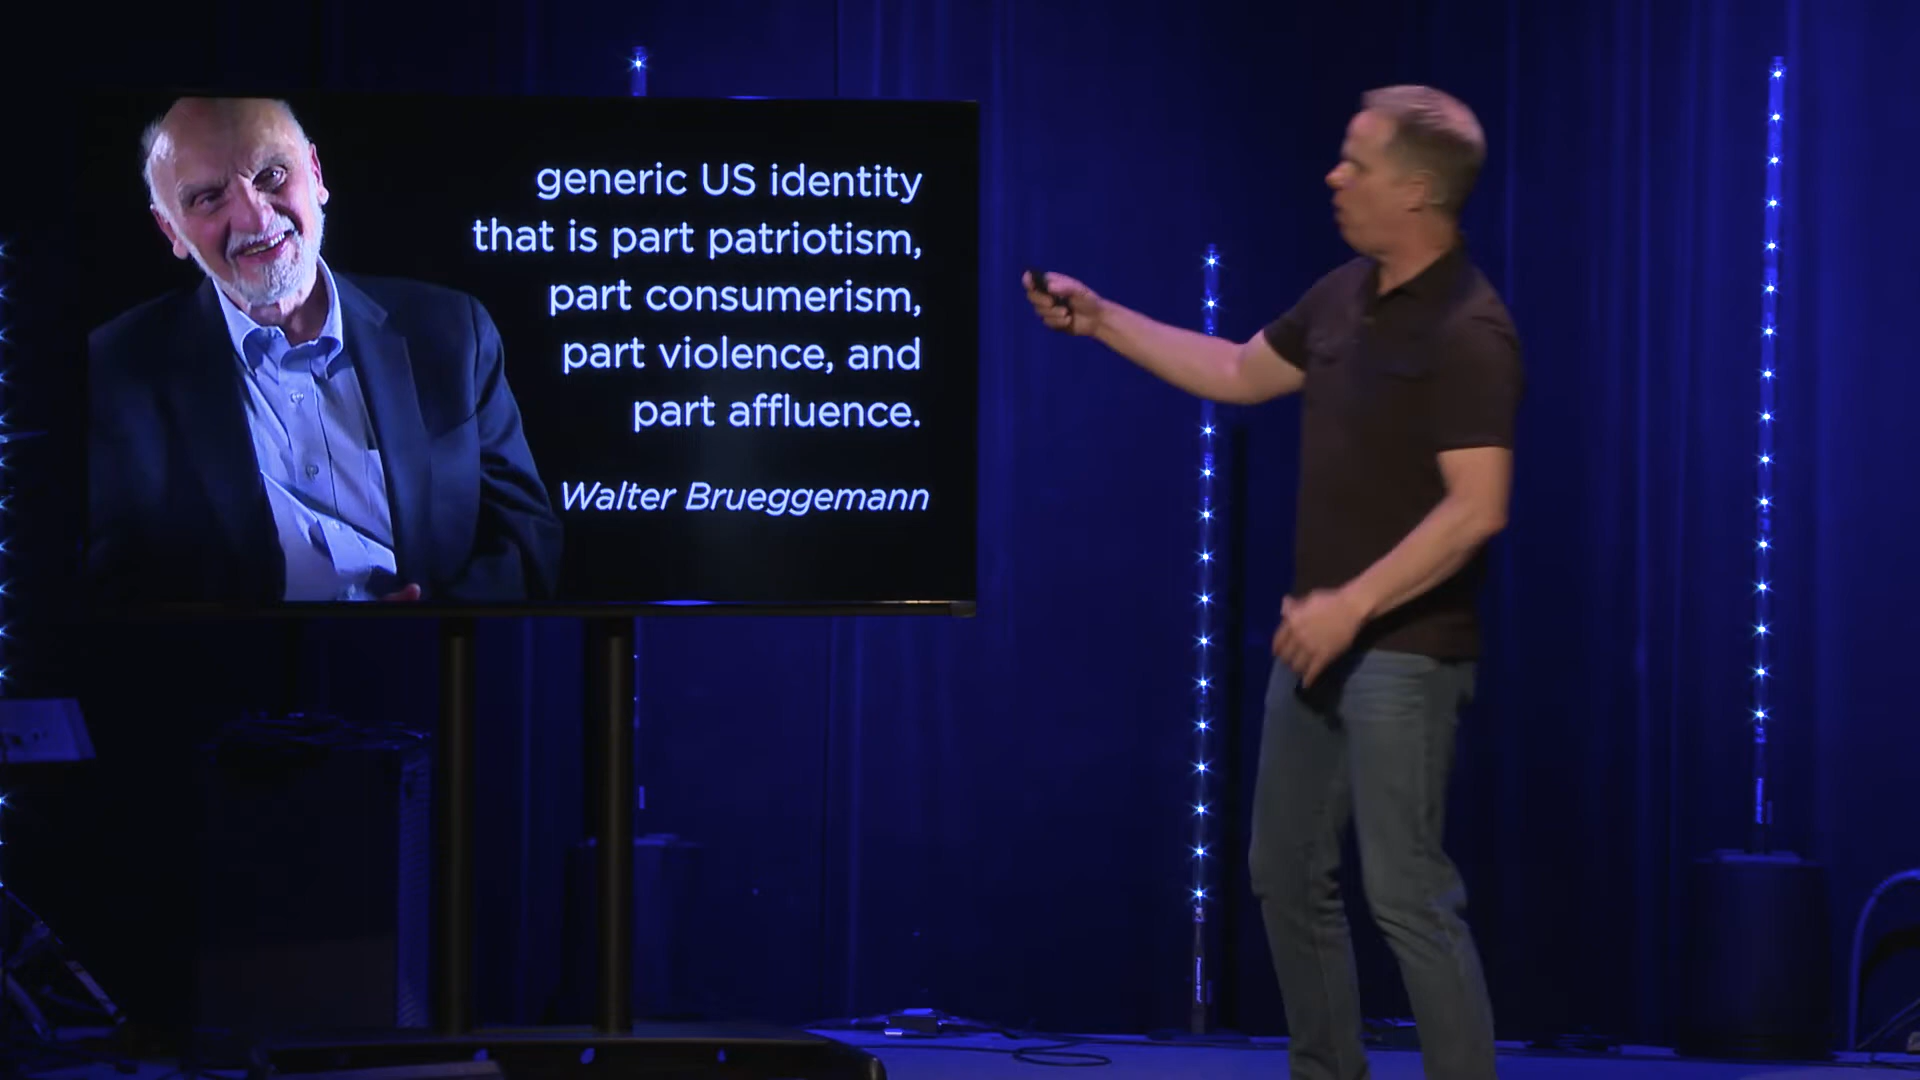 generic US identity
that is part patriotism,
part consumerism,
part violence, and
part affluence.
Walter Brueggemann